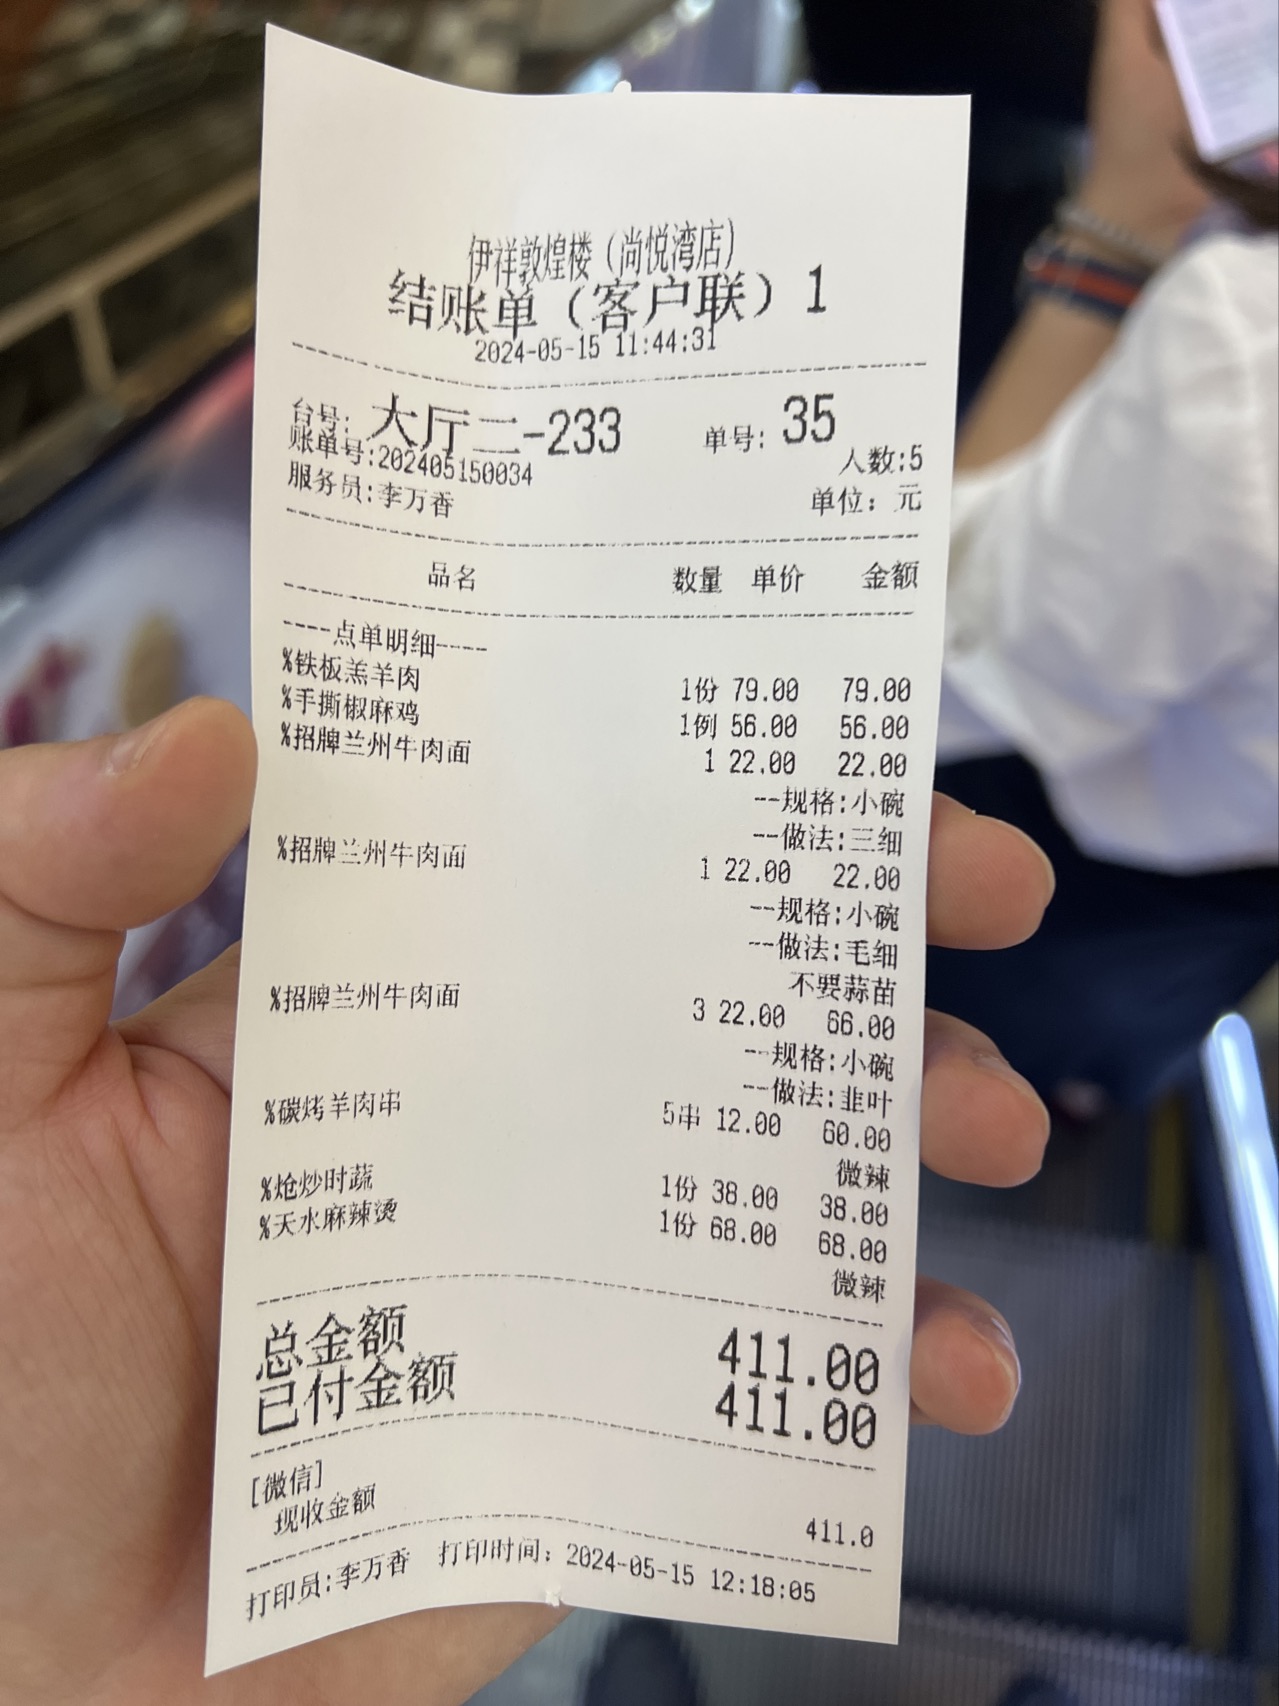 伊祥敦煌楼（尚悦湾店）
结账单（客户联）1
2024-05-15 11:44:31
台号: 大厅二-233 单号: 35
账单号:202405150034 人数:5
服务员:李万香 单位: 元
品名 数量 单价 金额
----点单明细-----
%铁板羔羊肉 1份 79.00 79.00
%手撕椒麻鸡 1例 56.00 56.00
%招牌兰州牛肉面 1 22.00 22.00
--规格:小碗
--做法:三细
%招牌兰州牛肉面 1 22.00 22.00
--规格:小碗
--做法:毛细
不要蒜苗
%招牌兰州牛肉面 3 22.00 66.00
--规格:小碗
--做法:韭叶
%碳烤羊肉串 5串 12.00 60.00
微辣
%炝炒时蔬 1份 38.00 38.00
%天水麻辣烫 1份 68.00 68.00
微辣
总金额 411.00
已付金额 411.00
[微信]
现收金额 411.0
打印员:李万香 打印时间: 2024-05-15 12:18:05